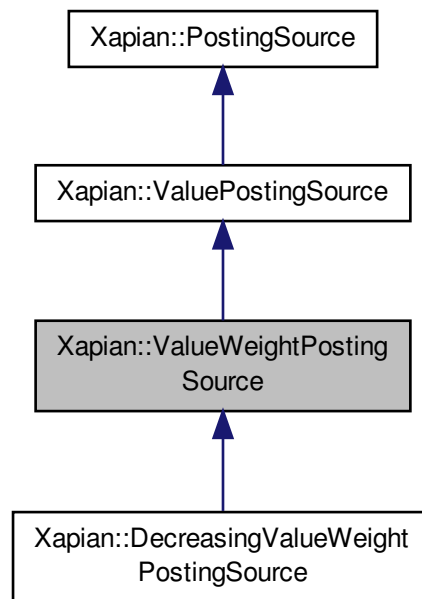 Xapian::PostingSource
Xapian::ValuePostingSource
Xapian::ValueWeightPosting
Source
Xapian::DecreasingValueWeight
PostingSource